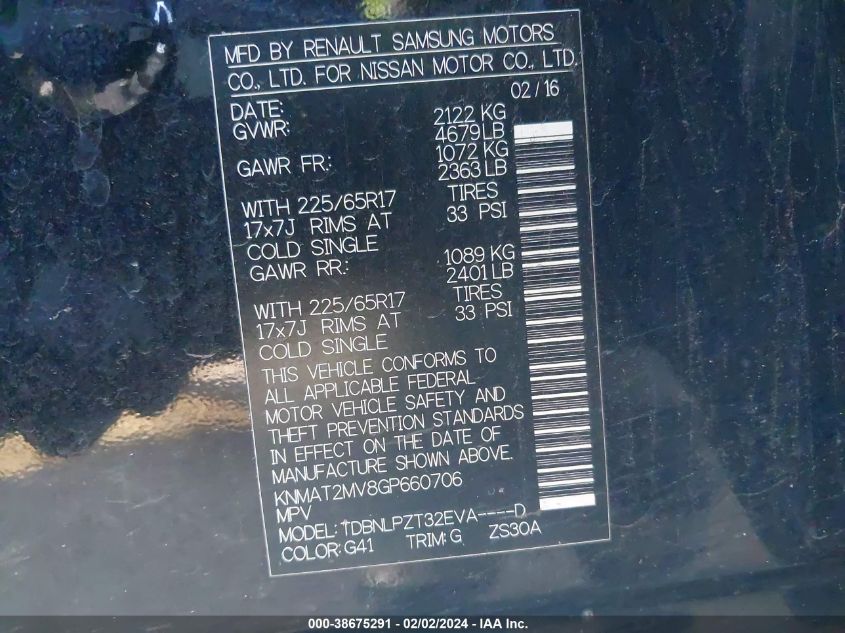 MFD BY RENAULT SAMSUNG MOTORS
CO., LTD. FOR NISSAN MOTOR CO., LTD.
DATE: 02/16
GVWR: 2122 KG
4679 LB
GAWR FR: 1072 KG
2363 LB
WITH 225/65R17 TIRES
17x7J RIMS AT 33 PSI
COLD SINGLE
GAWR RR: 1089 KG
2401 LB
WITH 225/65R17 TIRES
17x7J RIMS AT 33 PSI
COLD SINGLE
THIS VEHICLE CONFORMS TO
ALL APPLICABLE FEDERAL
MOTOR VEHICLE SAFETY AND
THEFT PREVENTION STANDARDS
IN EFFECT ON THE DATE OF
MANUFACTURE SHOWN ABOVE.
KNMAT2MV8GP660706
MPV
MODEL: TDBNLPZT32EVA----D
COLOR: G41 TRIM: G ZS30A
000-38675291 - 02/02/2024 - IAA Inc.